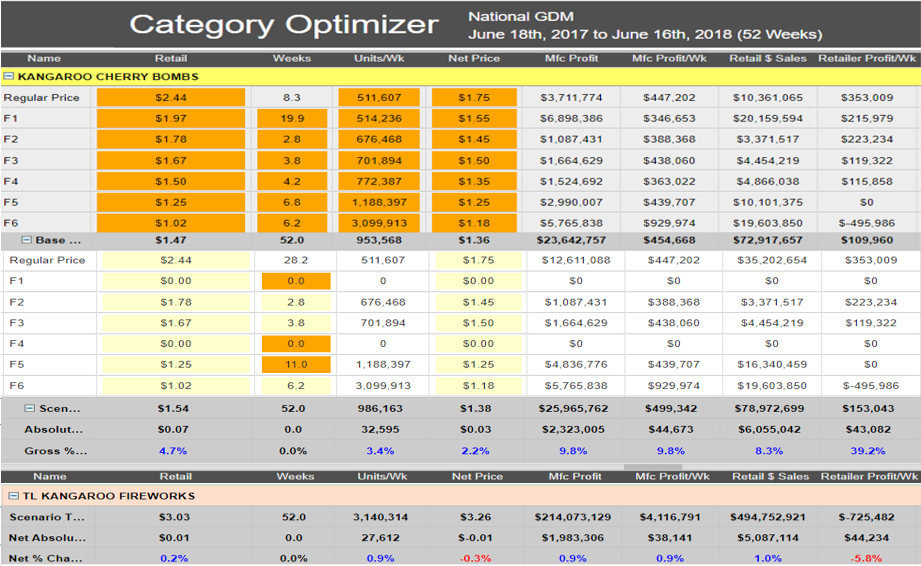 Category Optimizer
National GDM
June 18th, 2017 to June 16th, 2018 (52 Weeks)
Name Retail Weeks Units/Wk Net Price Mfc Profit Mfc Profit/Wk Retail $ Sales Retailer Profit/Wk
KANGAROO CHERRY BOMBS
Regular Price $2.44 8.3 511,607 $1.75 $3,711,774 $447,202 $10,361,065 $353,009
F1 $1.97 19.9 514,236 $1.55 $6,898,386 $346,653 $20,159,594 $215,979
F2 $1.78 2.8 676,468 $1.45 $1,087,431 $388,368 $3,371,517 $223,234
F3 $1.67 3.8 701,894 $1.50 $1,664,629 $438,060 $4,454,219 $119,322
F4 $1.50 4.2 772,387 $1.35 $1,524,692 $363,022 $4,866,038 $115,858
F5 $1.25 6.8 1,188,397 $1.25 $2,990,007 $439,707 $10,101,375 $0
F6 $1.02 6.2 3,099,913 $1.18 $5,765,838 $929,974 $19,603,850 $-495,986
Base ... $1.47 52.0 953,568 $1.36 $23,642,757 $454,668 $72,917,657 $109,960
Regular Price $2.44 28.2 511,607 $1.75 $12,611,088 $447,202 $35,202,654 $353,009
F1 $0.00 0.0 0 $0.00 $0 $0 $0 $0
F2 $1.78 2.8 676,468 $1.45 $1,087,431 $388,368 $3,371,517 $223,234
F3 $1.67 3.8 701,894 $1.50 $1,664,629 $438,060 $4,454,219 $119,322
F4 $0.00 0.0 0 $0.00 $0 $0 $0 $0
F5 $1.25 11.0 1,188,397 $1.25 $4,836,776 $439,707 $16,340,459 $0
F6 $1.02 6.2 3,099,913 $1.18 $5,765,838 $929,974 $19,603,850 $-495,986
Scen... $1.54 52.0 986,163 $1.38 $25,965,762 $499,342 $78,972,699 $153,043
Absolut... $0.07 0.0 32,595 $0.03 $2,323,005 $44,673 $6,055,042 $43,082
Gross %... 4.7% 0.0% 3.4% 2.2% 9.8% 9.8% 8.3% 39.2%
Name Retail Weeks Units/Wk Net Price Mfc Profit Mfc Profit/Wk Retail $ Sales Retailer Profit/Wk
TL KANGAROO FIREWORKS
Scenario T... $3.03 52.0 3,140,314 $3.26 $214,073,129 $4,116,791 $494,752,921 $-725,482
Net Absolu... $0.01 0.0 27,612 $-0.01 $1,983,306 $38,141 $5,087,114 $44,234
Net % Cha... 0.2% 0.0% 0.9% -0.3% 0.9% 0.9% 1.0% -5.8%